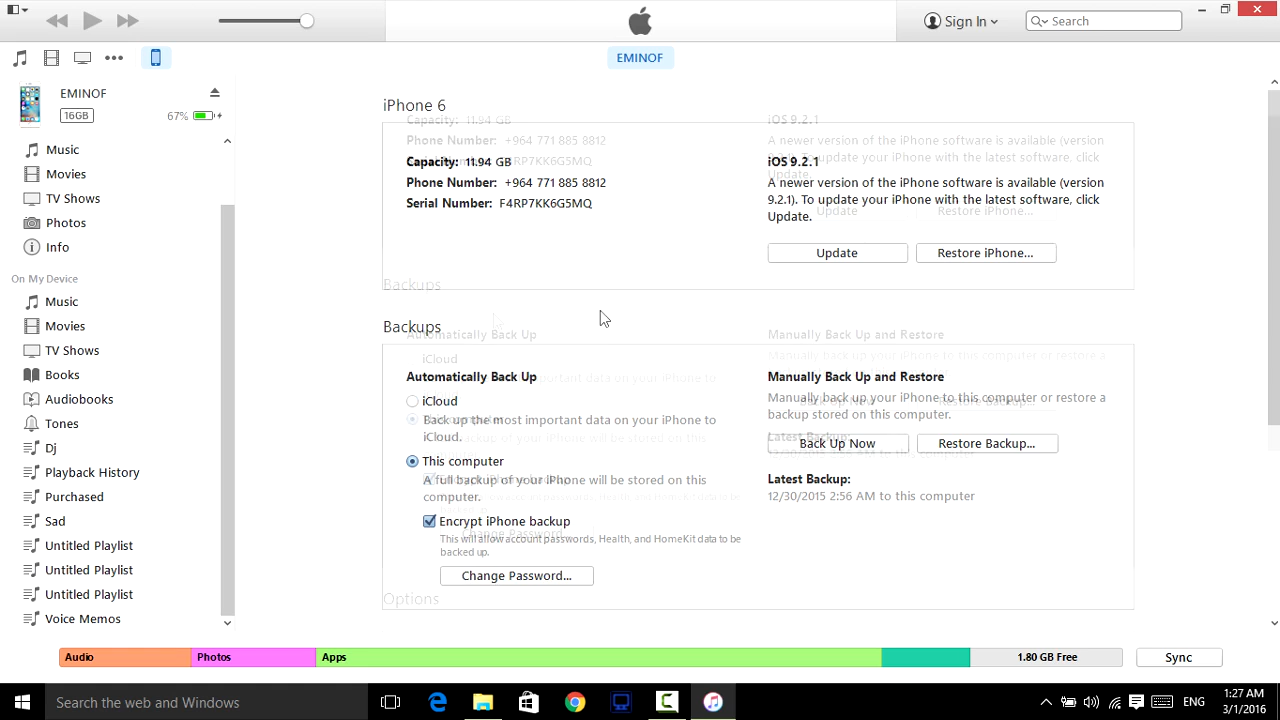 Sign In
Search
EMINOF
EMINOF
16GB
67%
Music
Movies
TV Shows
Photos
Info
On My Device
Music
Movies
TV Shows
Books
Audiobooks
Tones
Dj
Playback History
Purchased
Sad
Untitled Playlist
Untitled Playlist
Untitled Playlist
Voice Memos
iPhone 6
Capacity: 11.94 GB
Phone Number: +964 771 885 8812
Serial Number: F4RP7KK6G5MQ
iOS 9.2.1
A newer version of the iPhone software is available (version
9.2.1). To update your iPhone with the latest software, click
Update.
Update
Restore iPhone...
Backups
Automatically Back Up
iCloud
Back up the most important data on your iPhone to
iCloud.
This computer
A full backup of your iPhone will be stored on this
computer.
Encrypt iPhone backup
This will allow account passwords, Health, and HomeKit data to be
backed up.
Change Password...
Manually Back Up and Restore
Manually back up your iPhone to this computer or restore a
backup stored on this computer.
Back Up Now
Restore Backup...
Latest Backup:
12/30/2015 2:56 AM to this computer
Options
Audio
Photos
Apps
1.80 GB Free
Sync
Search the web and Windows
ENG
1:27 AM
3/1/2016